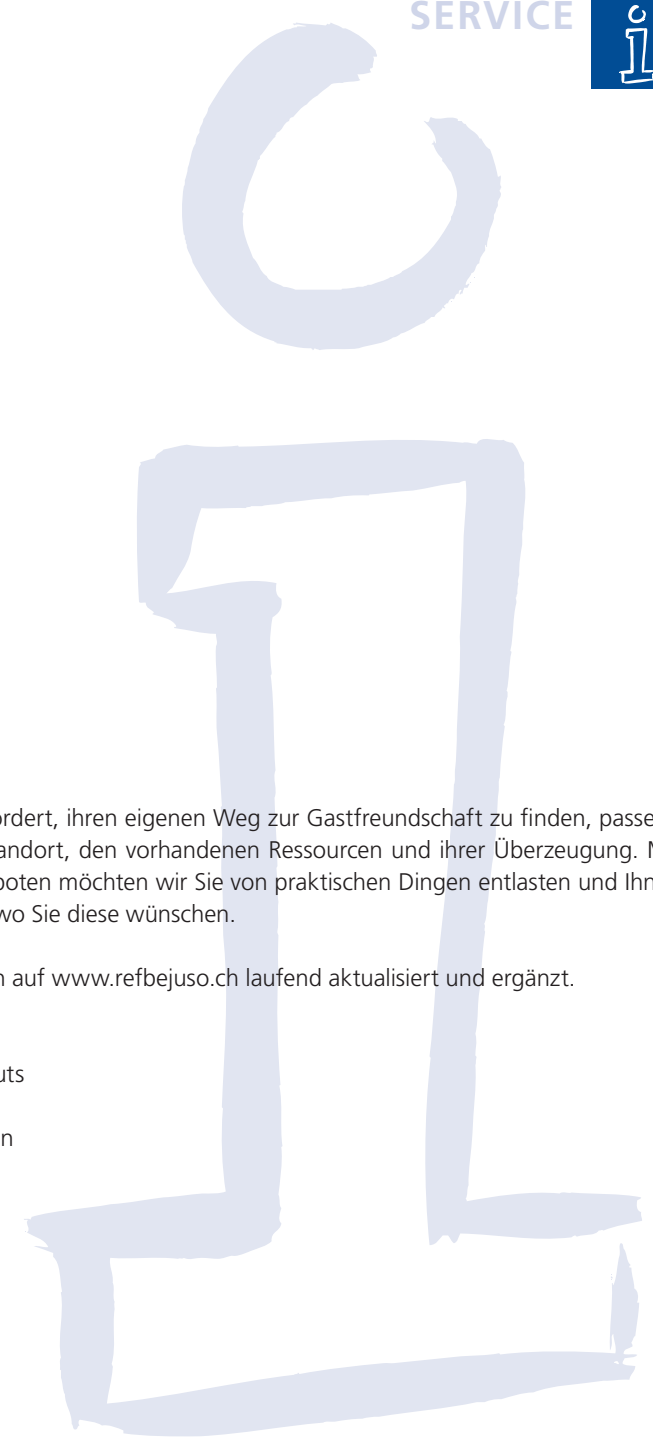 SERVICE
ordert, ihren eigenen Weg zur Gastfreundschaft zu finden, passe
andort, den vorhandenen Ressourcen und ihrer Überzeugung. M
boten möchten wir Sie von praktischen Dingen entlasten und Ihn
wo Sie diese wünschen.
n auf www.refbejuso.ch laufend aktualisiert und ergänzt.
uts
n